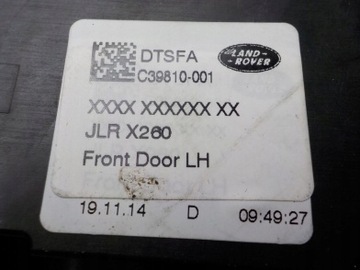 DTSFA
C39810-001
LAND
ROVER
XXXX XXXXXX XX
JLR X260
Front Door LH
19.11.14 D 09:49:27